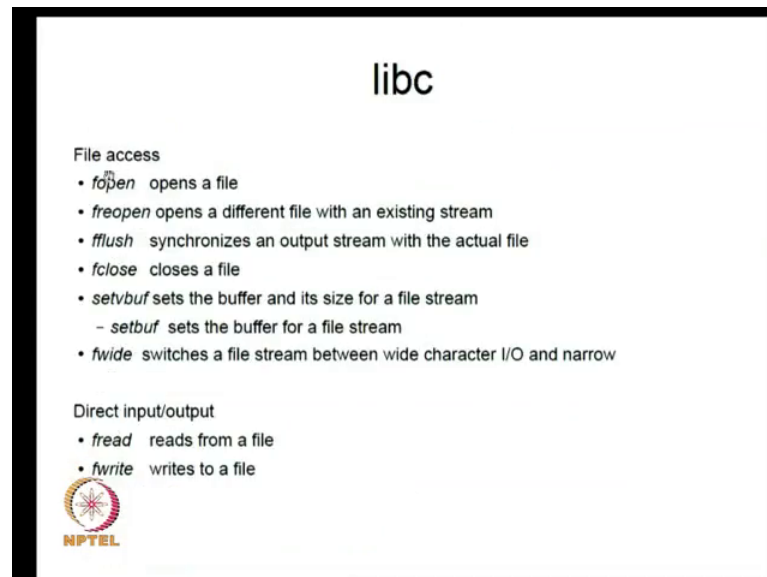 libc
File access
• fopen opens a file
• freopen opens a different file with an existing stream
• fflush synchronizes an output stream with the actual file
• fclose closes a file
• setvbuf sets the buffer and its size for a file stream
– setbuf sets the buffer for a file stream
• fwide switches a file stream between wide character I/O and narrow
Direct input/output
• fread reads from a file
• fwrite writes to a file
NPTEL